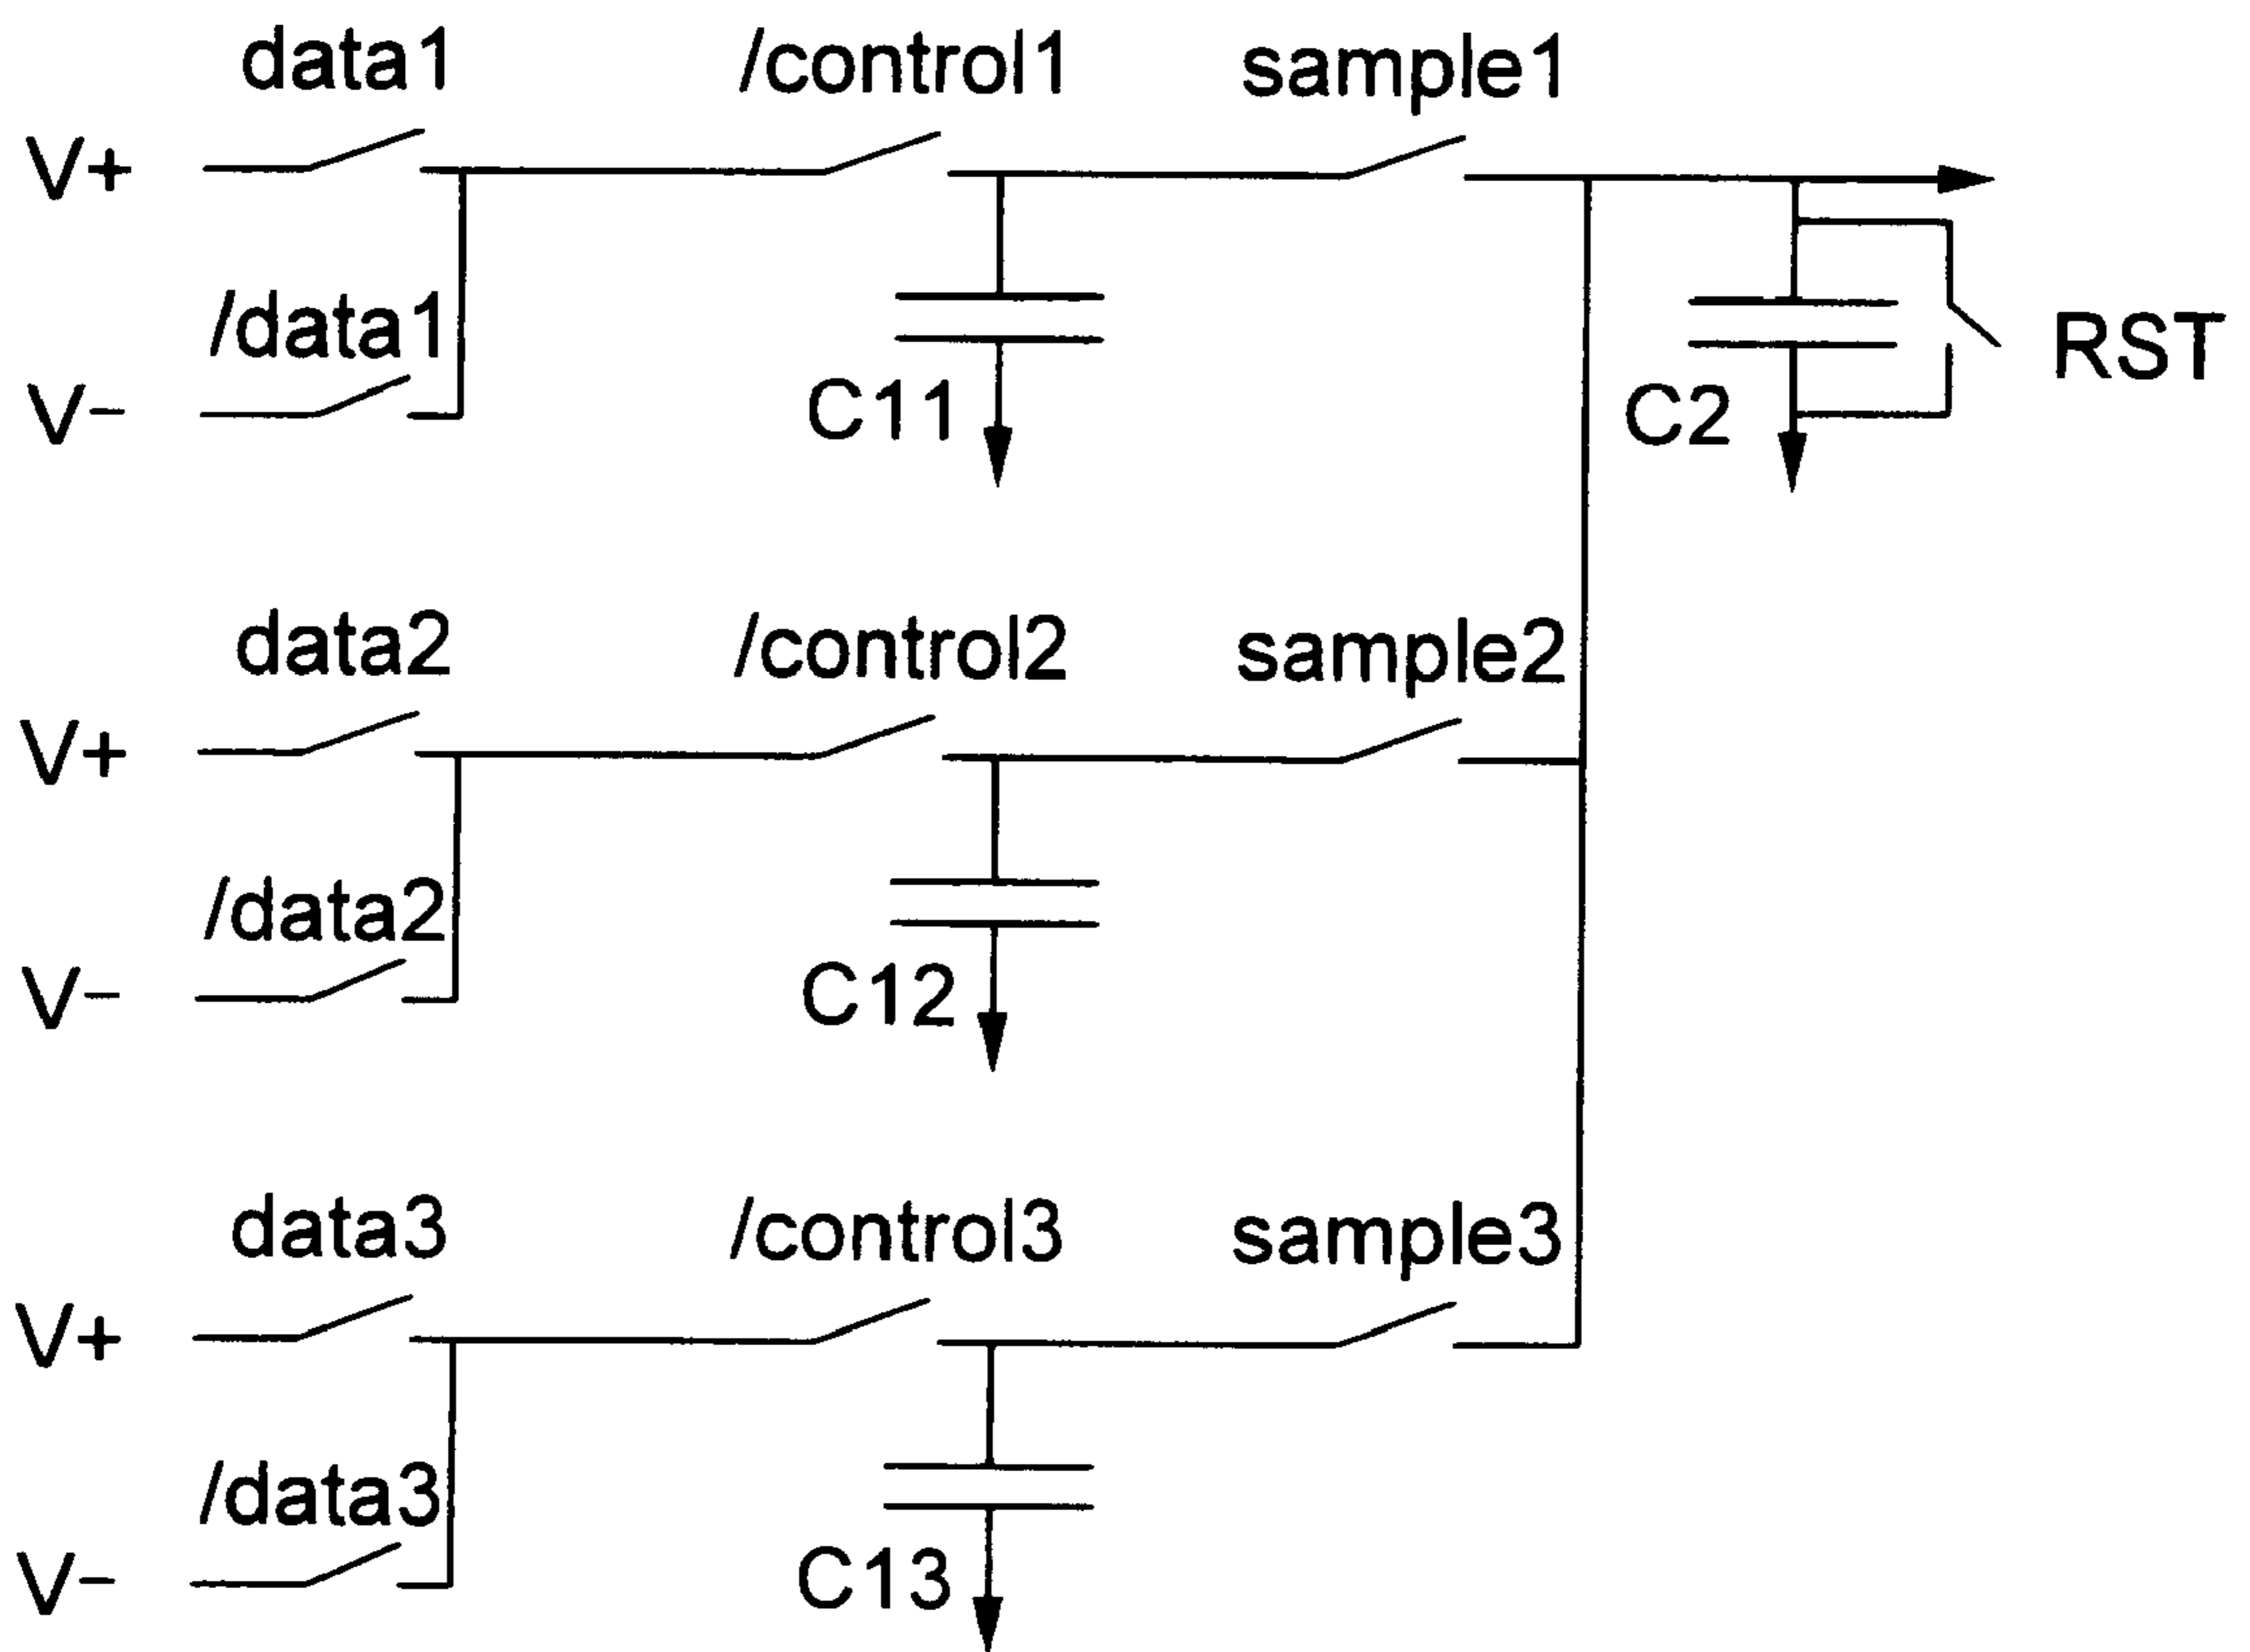 data1 /control1 sample1
V+
/data1
V−
C11
C2
RST
data2 /control2 sample2
V+
/data2
V−
C12
data3 /control3 sample3
V+
/data3
V−
C13